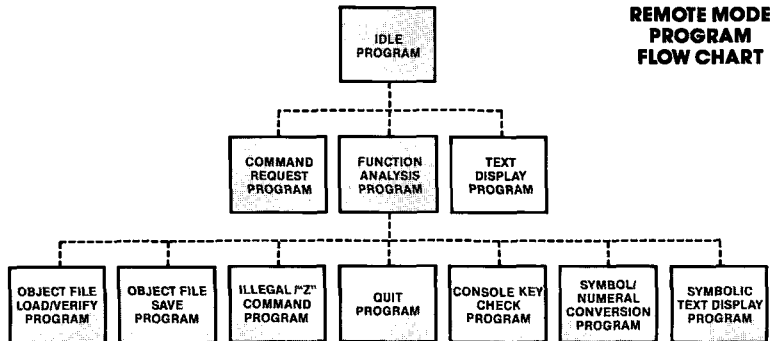 REMOTE MODE
PROGRAM
FLOW CHART
IDLE
PROGRAM
COMMAND
REQUEST
PROGRAM
FUNCTION
ANALYSIS
PROGRAM
TEXT
DISPLAY
PROGRAM
OBJECT FILE
LOAD/VERIFY
PROGRAM
OBJECT FILE
SAVE
PROGRAM
ILLEGAL /"Z"
COMMAND
PROGRAM
QUIT
PROGRAM
CONSOLE KEY
CHECK
PROGRAM
SYMBOL/
NUMERAL
CONVERSION
PROGRAM
SYMBOLIC
TEXT DISPLAY
PROGRAM